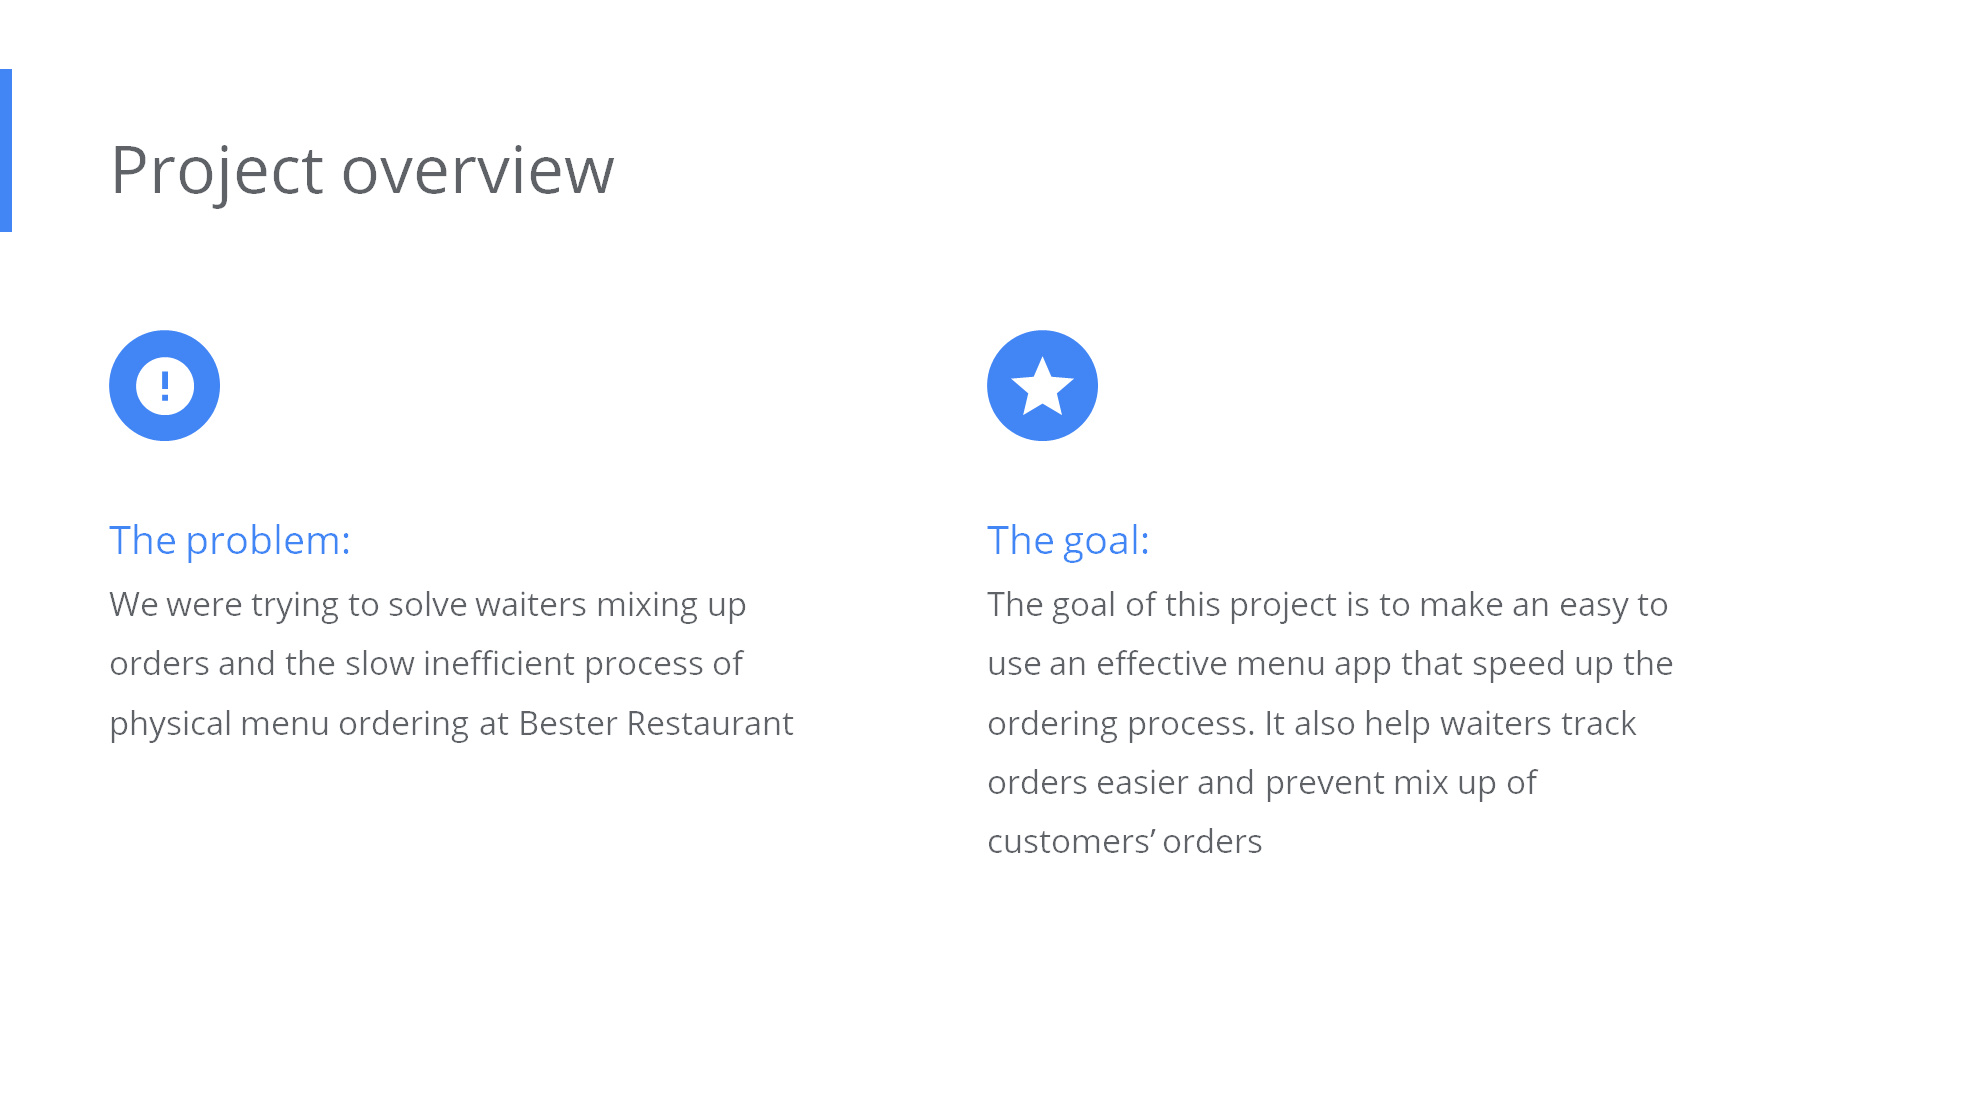 Project overview
The problem:
We were trying to solve waiters mixing up
orders and the slow inefficient process of
physical menu ordering at Bester Restaurant
The goal:
The goal of this project is to make an easy to
use an effective menu app that speed up the
ordering process. It also help waiters track
orders easier and prevent mix up of
customers’ orders